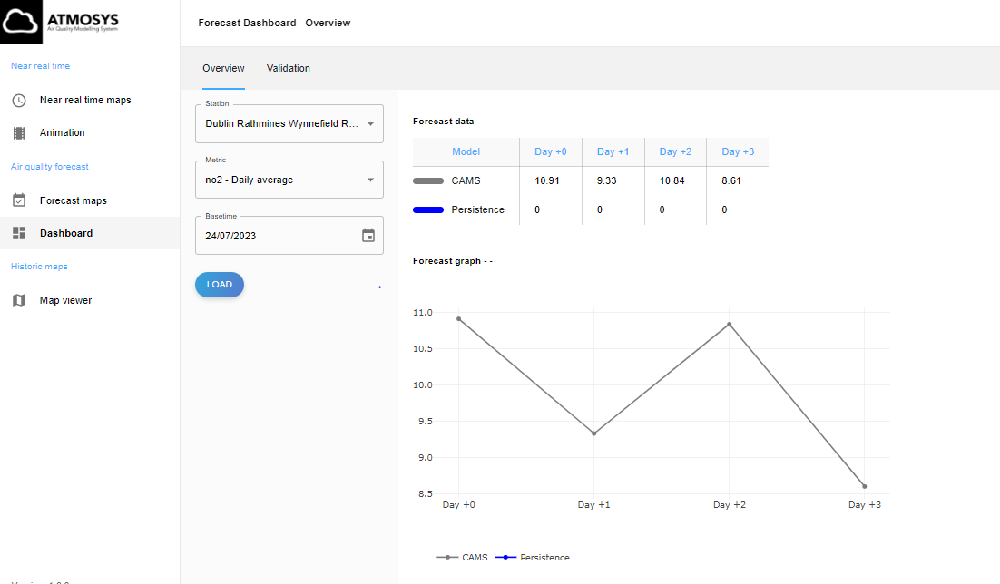 ATMOSYS
Air Quality Modelling System
Forecast Dashboard - Overview
Near real time
Near real time maps
Animation
Air quality forecast
Forecast maps
Dashboard
Historic maps
Map viewer
Overview Validation
Station
Dublin Rathmines Wynnefield R...
Metric
no2 - Daily average
Basetime
24/07/2023
LOAD
Forecast data - -
Model Day +0 Day +1 Day +2 Day +3
CAMS 10.91 9.33 10.84 8.61
Persistence 0 0 0 0
Forecast graph - -
11.0
10.5
10.0
9.5
9.0
8.5
Day +0 Day +1 Day +2 Day +3
CAMS Persistence